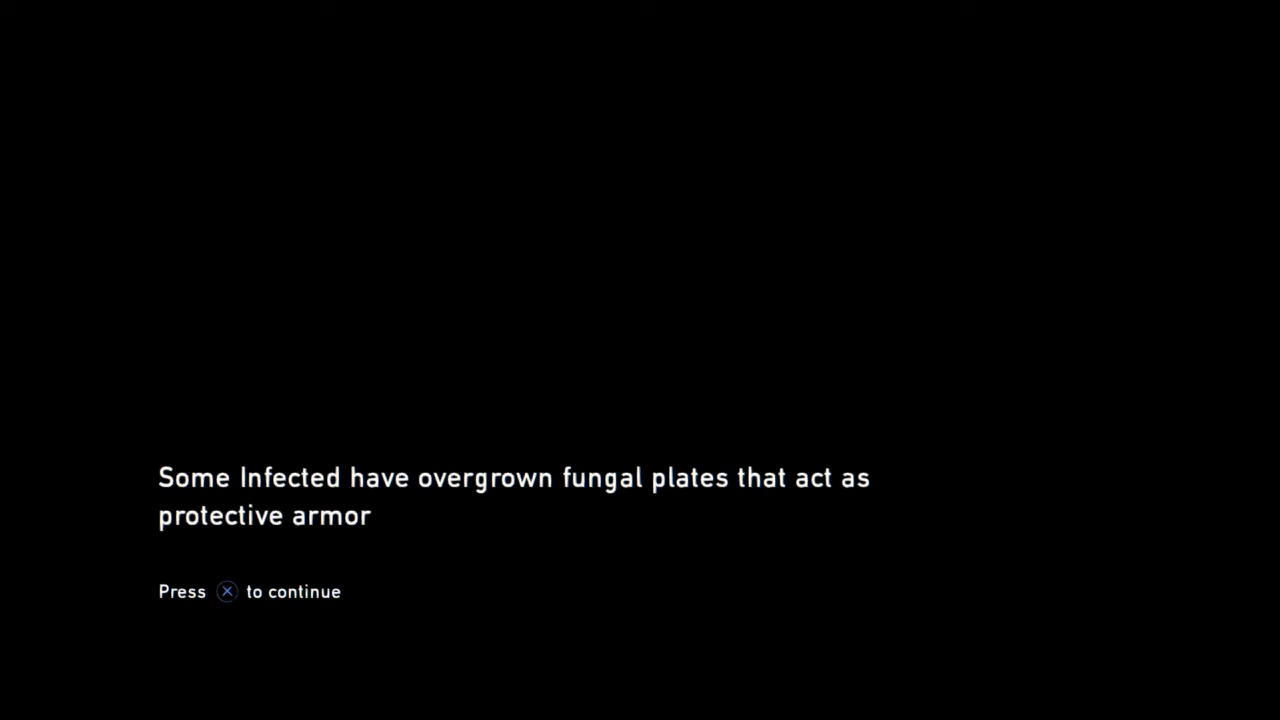 Some Infected have overgrown fungal plates that act as
protective armor
Press ⓧ to continue